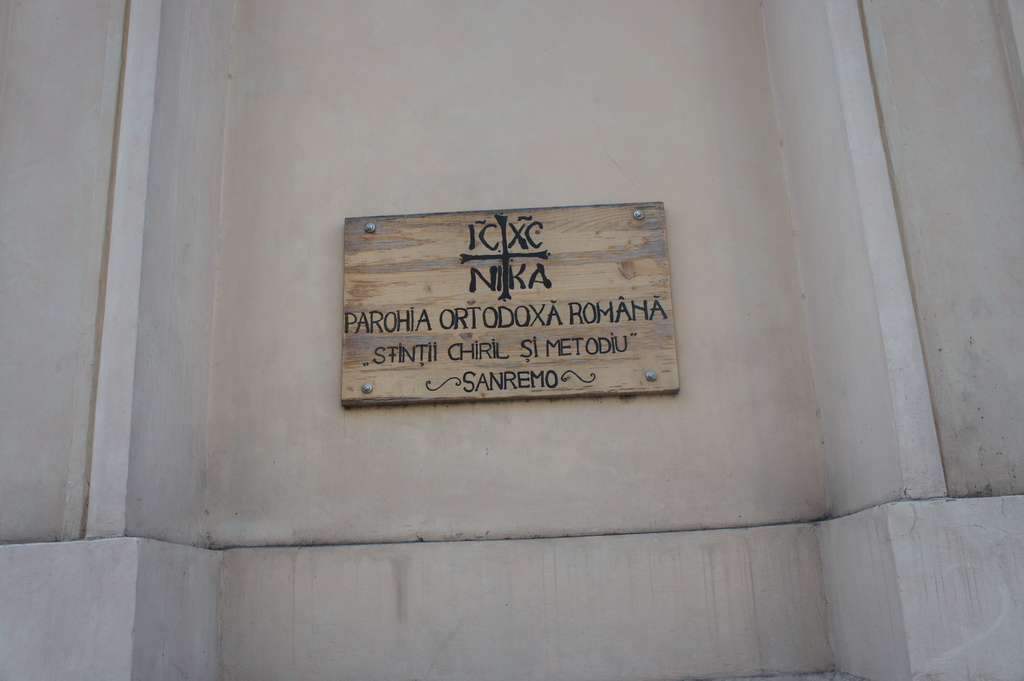 IC̃ XC̃
NIKA
PAROHIA ORTODOXĂ ROMÂNĂ
„SFINȚII CHIRIL ȘI METODIU”
SANREMO